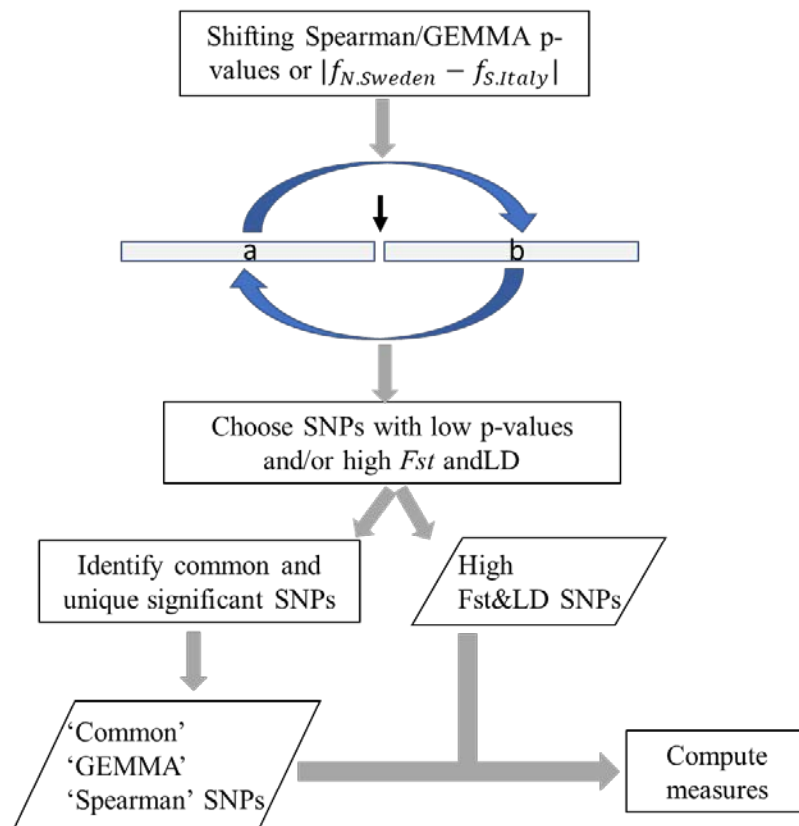 Shifting Spearman/GEMMA p-
values or |f_{N.Sweden} − f_{S.Italy}|
a
b
Choose SNPs with low p-values
and/or high Fst andLD
Identify common and
unique significant SNPs
High
Fst&LD SNPs
‘Common’
‘GEMMA’
‘Spearman’ SNPs
Compute
measures